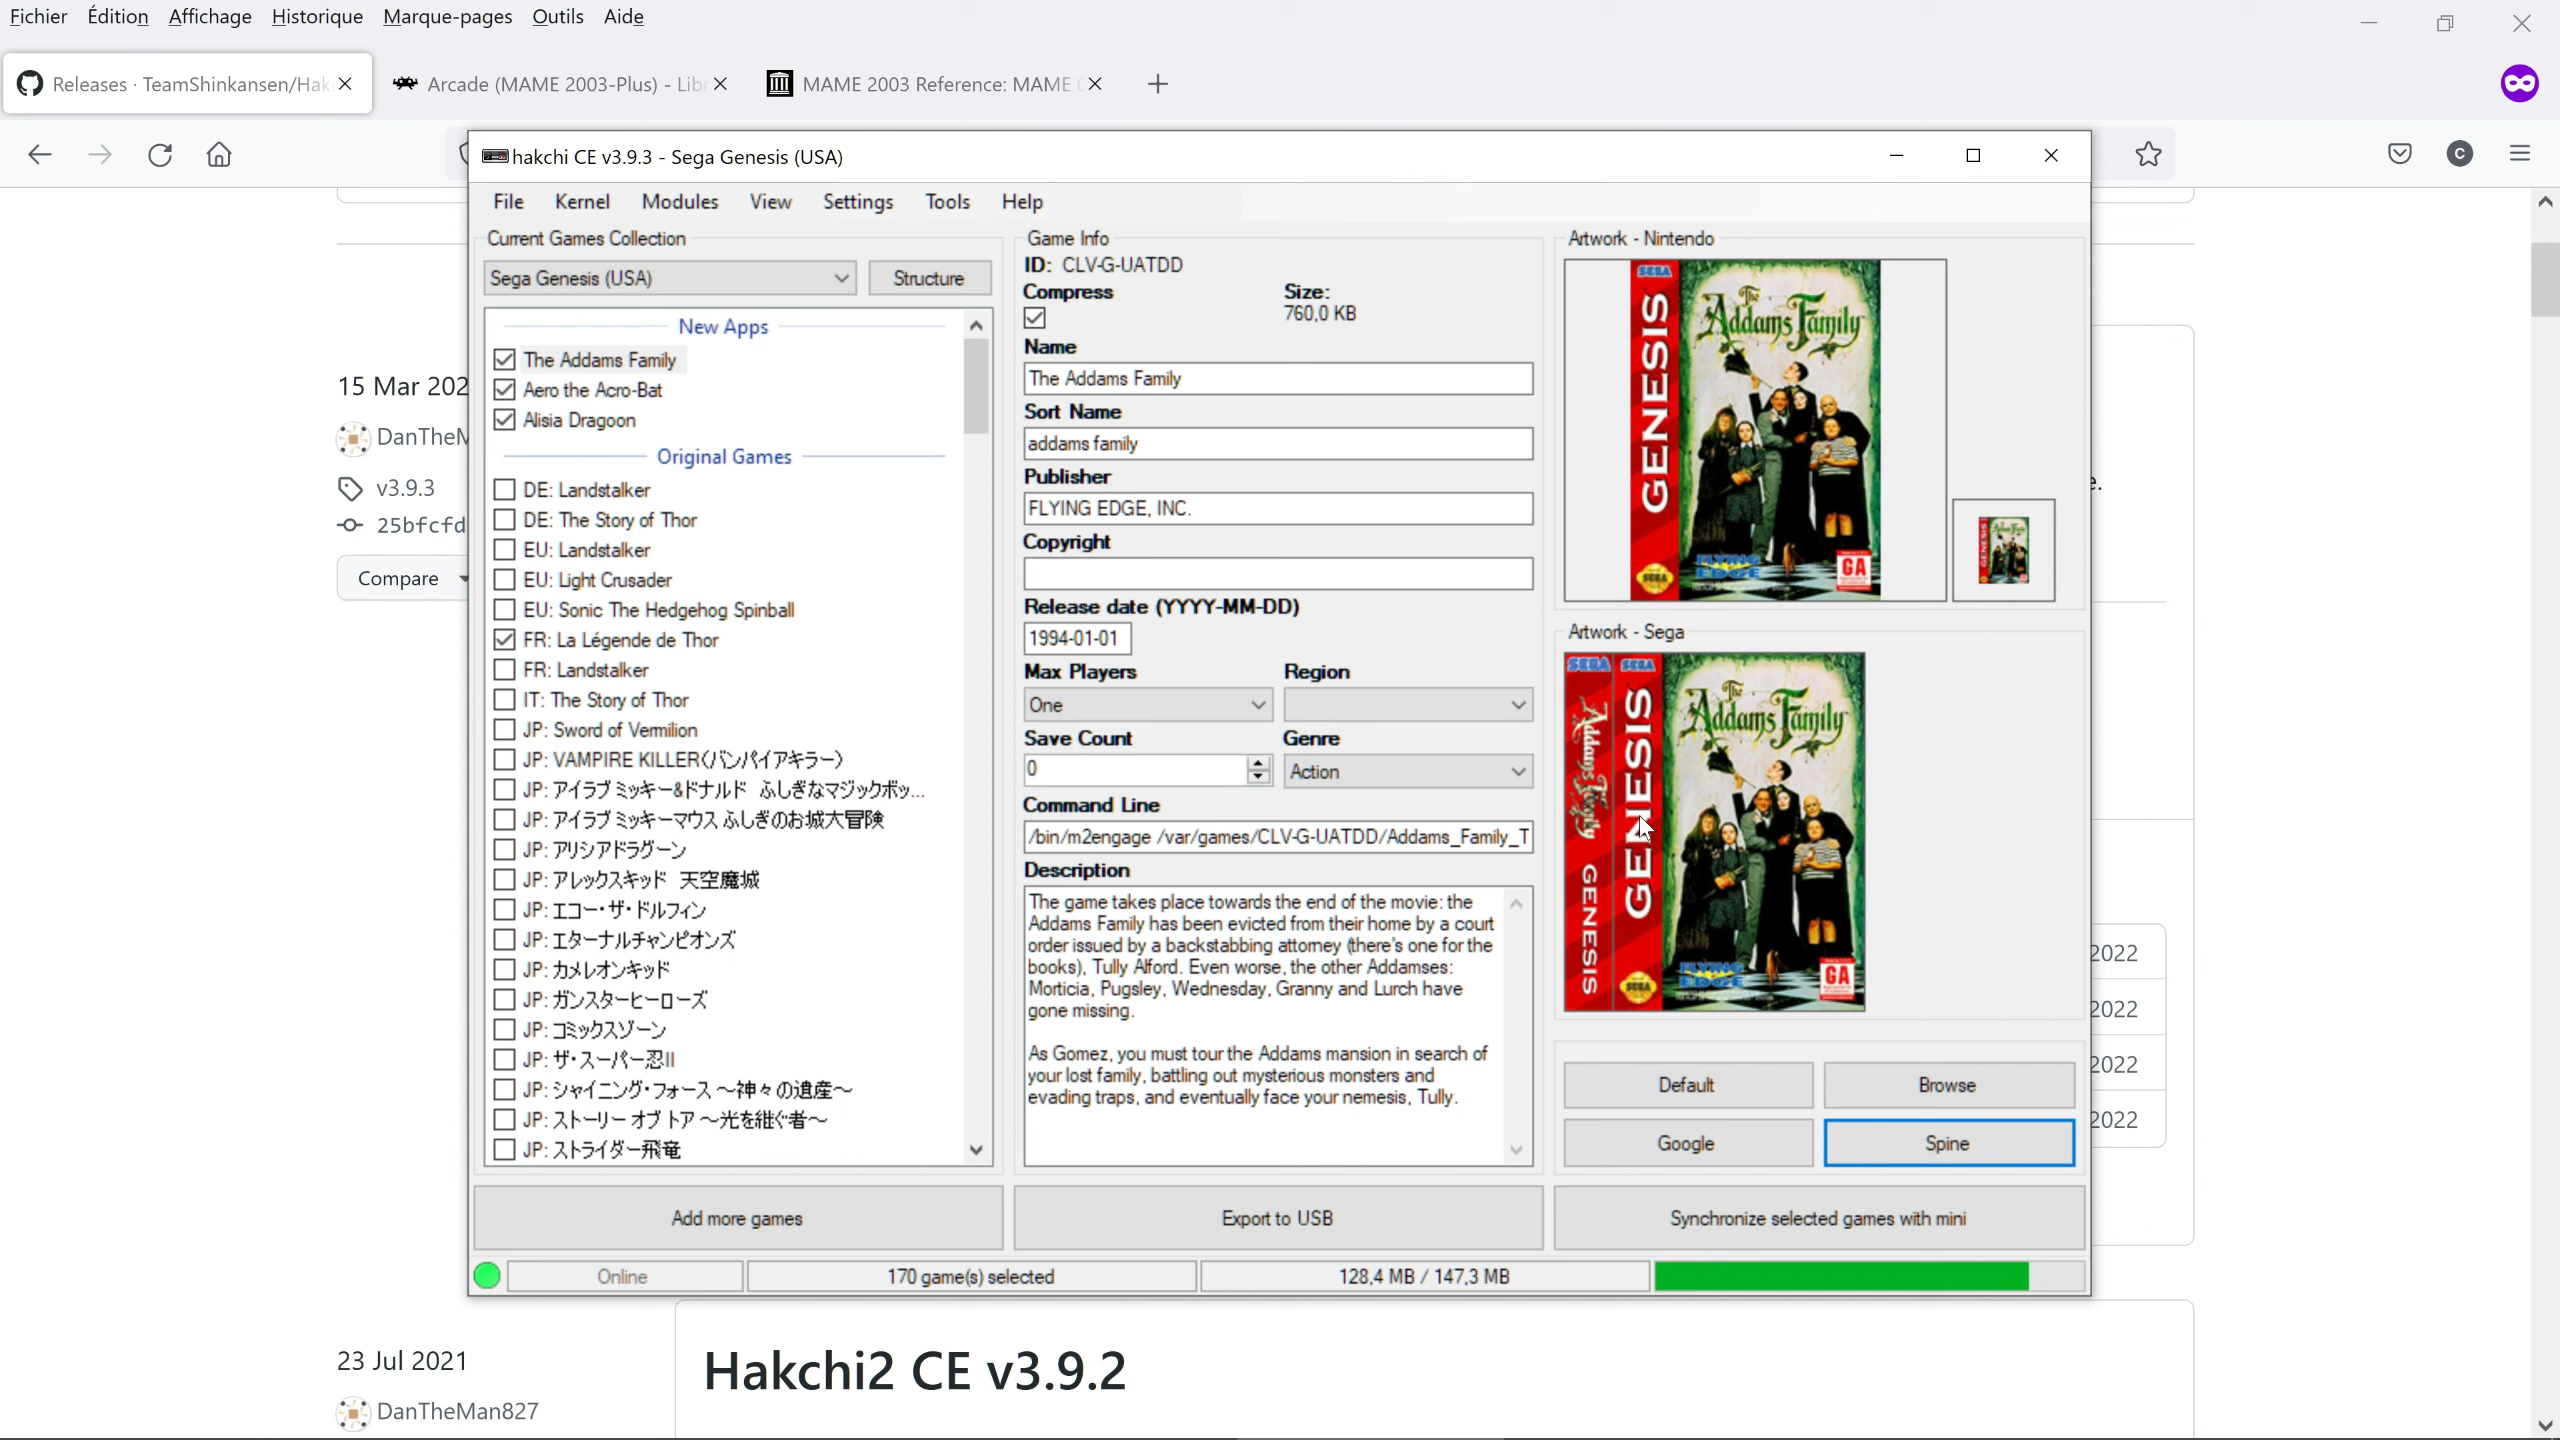 Fichier Édition Affichage Historique Marque-pages Outils Aide
Releases · TeamShinkansen/Hak
Arcade (MAME 2003-Plus) - Lib
MAME 2003 Reference: MAME
C
hakchi CE v3.9.3 - Sega Genesis (USA)
File Kernel Modules View Settings Tools Help
Current Games Collection
Sega Genesis (USA)
Structure
New Apps
The Addams Family
Aero the Acro-Bat
Alisia Dragoon
Original Games
DE: Landstalker
DE: The Story of Thor
EU: Landstalker
EU: Light Crusader
EU: Sonic The Hedgehog Spinball
FR: La Légende de Thor
FR: Landstalker
IT: The Story of Thor
JP: Sword of Vermilion
JP: VAMPIRE KILLER(バンパイアキラー)
JP: アイラブ ミッキー&ドナルド ふしぎなマジックボッ...
JP: アイラブ ミッキーマウス ふしぎのお城大冒険
JP: アリシアドラグーン
JP: アレックスキッド 天空魔城
JP: エコー・ザ・ドルフィン
JP: エターナルチャンピオンズ
JP: カメレオンキッド
JP: ガンスターヒーローズ
JP: コミックスゾーン
JP: ザ・スーパー忍II
JP: シャイニング・フォース ～神々の遺産～
JP: ストーリー オブ トア ～光を継ぐ者～
JP: ストライダー飛竜
Game Info
ID: CLV-G-UATDD
Compress
Size:
760,0 KB
Name
The Addams Family
Sort Name
addams family
Publisher
FLYING EDGE, INC.
Copyright
Release date (YYYY-MM-DD)
1994-01-01
Max Players
Region
One
Save Count
Genre
0
Action
Command Line
/bin/m2engage /var/games/CLV-G-UATDD/Addams_Family_T
Description
The game takes place towards the end of the movie: the
Addams Family has been evicted from their home by a court
order issued by a backstabbing attorney (there's one for the
books), Tully Alford. Even worse, the other Addamses:
Morticia, Pugsley, Wednesday, Granny and Lurch have
gone missing.
As Gomez, you must tour the Addams mansion in search of
your lost family, battling out mysterious monsters and
evading traps, and eventually face your nemesis, Tully.
Artwork - Nintendo
SEGA
GENESIS
The
Addams Family
FLYING
EDGE
GA
SEGA
GENESIS
Artwork - Sega
SEGA
Addams Family
GENESIS
SEGA
GENESIS
The
Addams Family
FLYING
EDGE
GA
SEGA
Default
Browse
Google
Spine
Add more games
Export to USB
Synchronize selected games with mini
Online
170 game(s) selected
128,4 MB / 147,3 MB
15 Mar 202
DanTheM
v3.9.3
25bfcfd
Compare
e.
2022
2022
2022
2022
23 Jul 2021
DanTheMan827
Hakchi2 CE v3.9.2